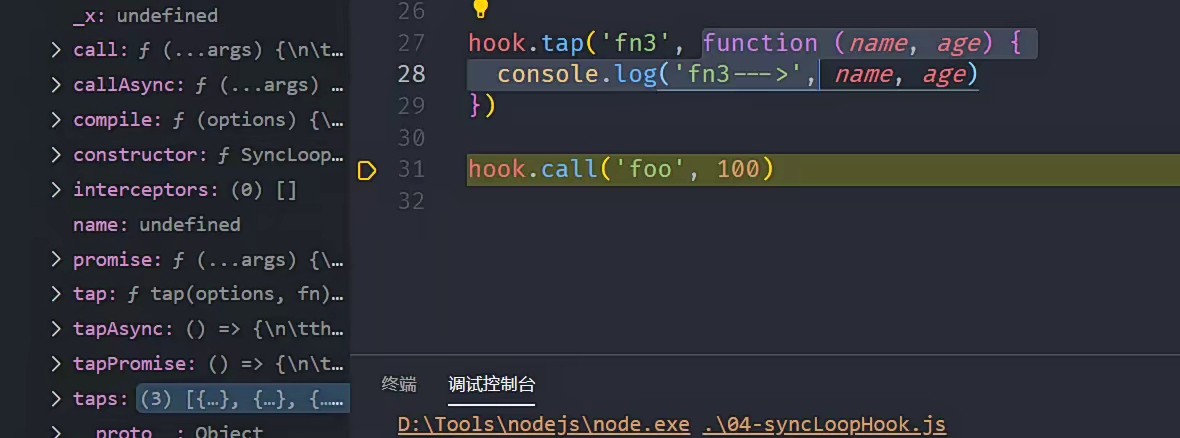 _x: undefined
call: ƒ (...args) {\n\t…
callAsync: ƒ (...args) …
compile: ƒ (options) {\…
constructor: ƒ SyncLoop…
interceptors: (0) []
name: undefined
promise: ƒ (...args) {\…
tap: ƒ tap(options, fn)…
tapAsync: () => {\n\tth…
tapPromise: () => {\n\t…
taps: (3) [{…}, {…}, {……
__proto__: Object
26
27 hook.tap('fn3', function (name, age) {
28 console.log('fn3--->', name, age)
29 })
30
31 hook.call('foo', 100)
32
终端 调试控制台
D:\Tools\nodejs\node.exe .\04-syncLoopHook.js